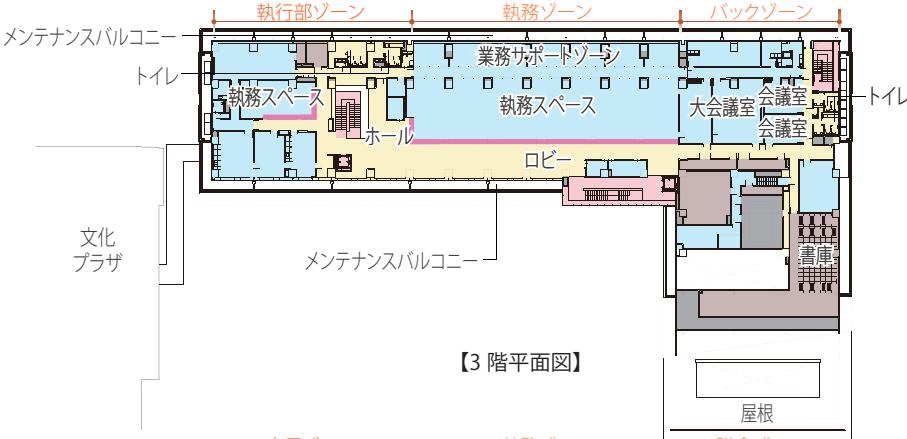 執行部ゾーン
執務ゾーン
バックゾーン
メンテナンスバルコニー
業務サポートゾーン
トイレ
執務スペース
執務スペース
大会議室
会議室
会議室
トイレ
ホール
ロビー
文化
プラザ
メンテナンスバルコニー
書庫
【3 階平面図】
屋根